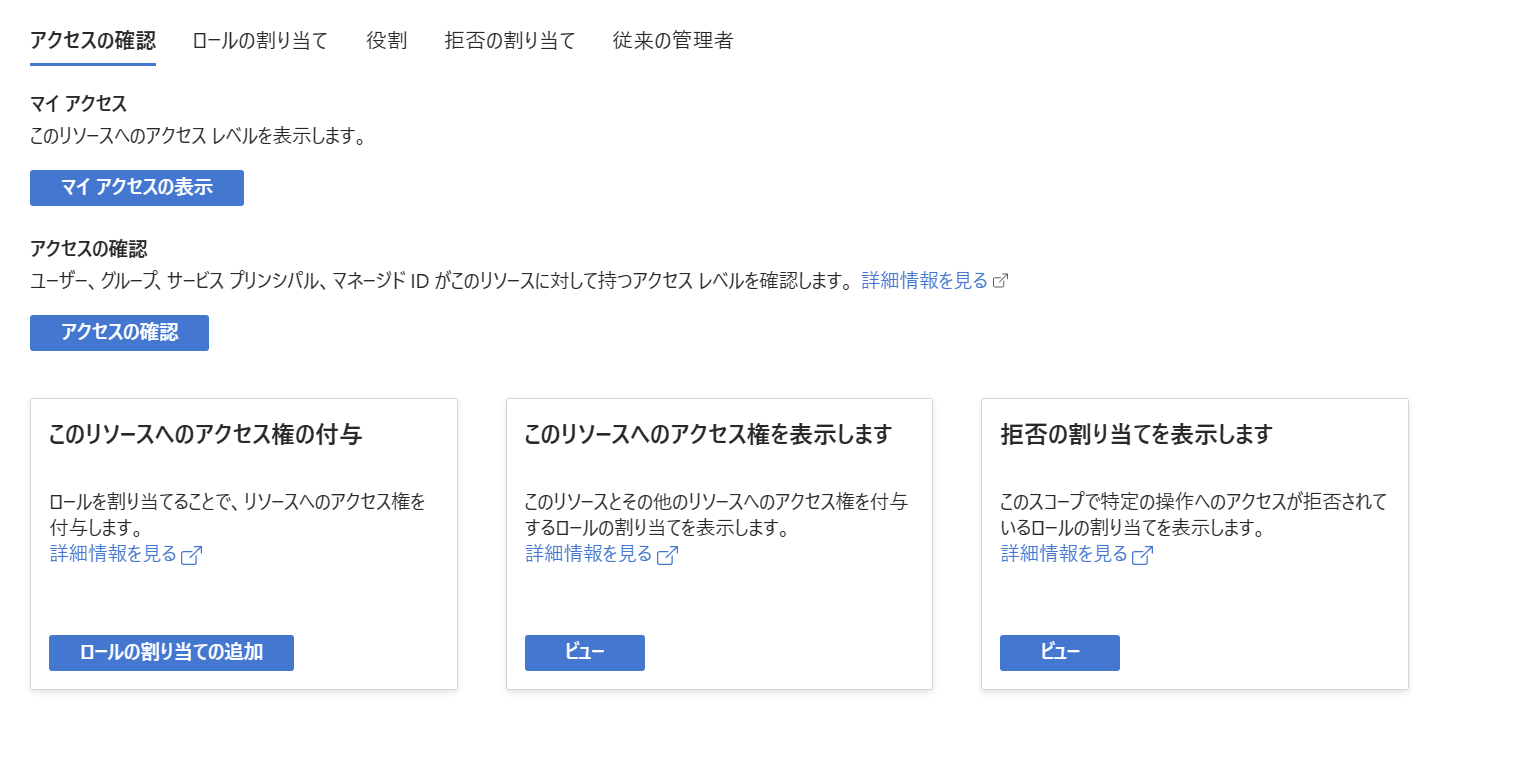 アクセスの確認 ロールの割り当て 役割 拒否の割り当て 従来の管理者
マイ アクセス
このリソースへのアクセス レベルを表示します。
マイ アクセスの表示
アクセスの確認
ユーザー、グループ、サービス プリンシパル、マネージド ID がこのリソースに対して持つアクセス レベルを確認します。 詳細情報を見る
アクセスの確認
このリソースへのアクセス権の付与
ロールを割り当てることで、リソースへのアクセス権を
付与します。
詳細情報を見る
ロールの割り当ての追加
このリソースへのアクセス権を表示します
このリソースとその他のリソースへのアクセス権を付与
するロールの割り当てを表示します。
詳細情報を見る
ビュー
拒否の割り当てを表示します
このスコープで特定の操作へのアクセスが拒否されて
いるロールの割り当てを表示します。
詳細情報を見る
ビュー